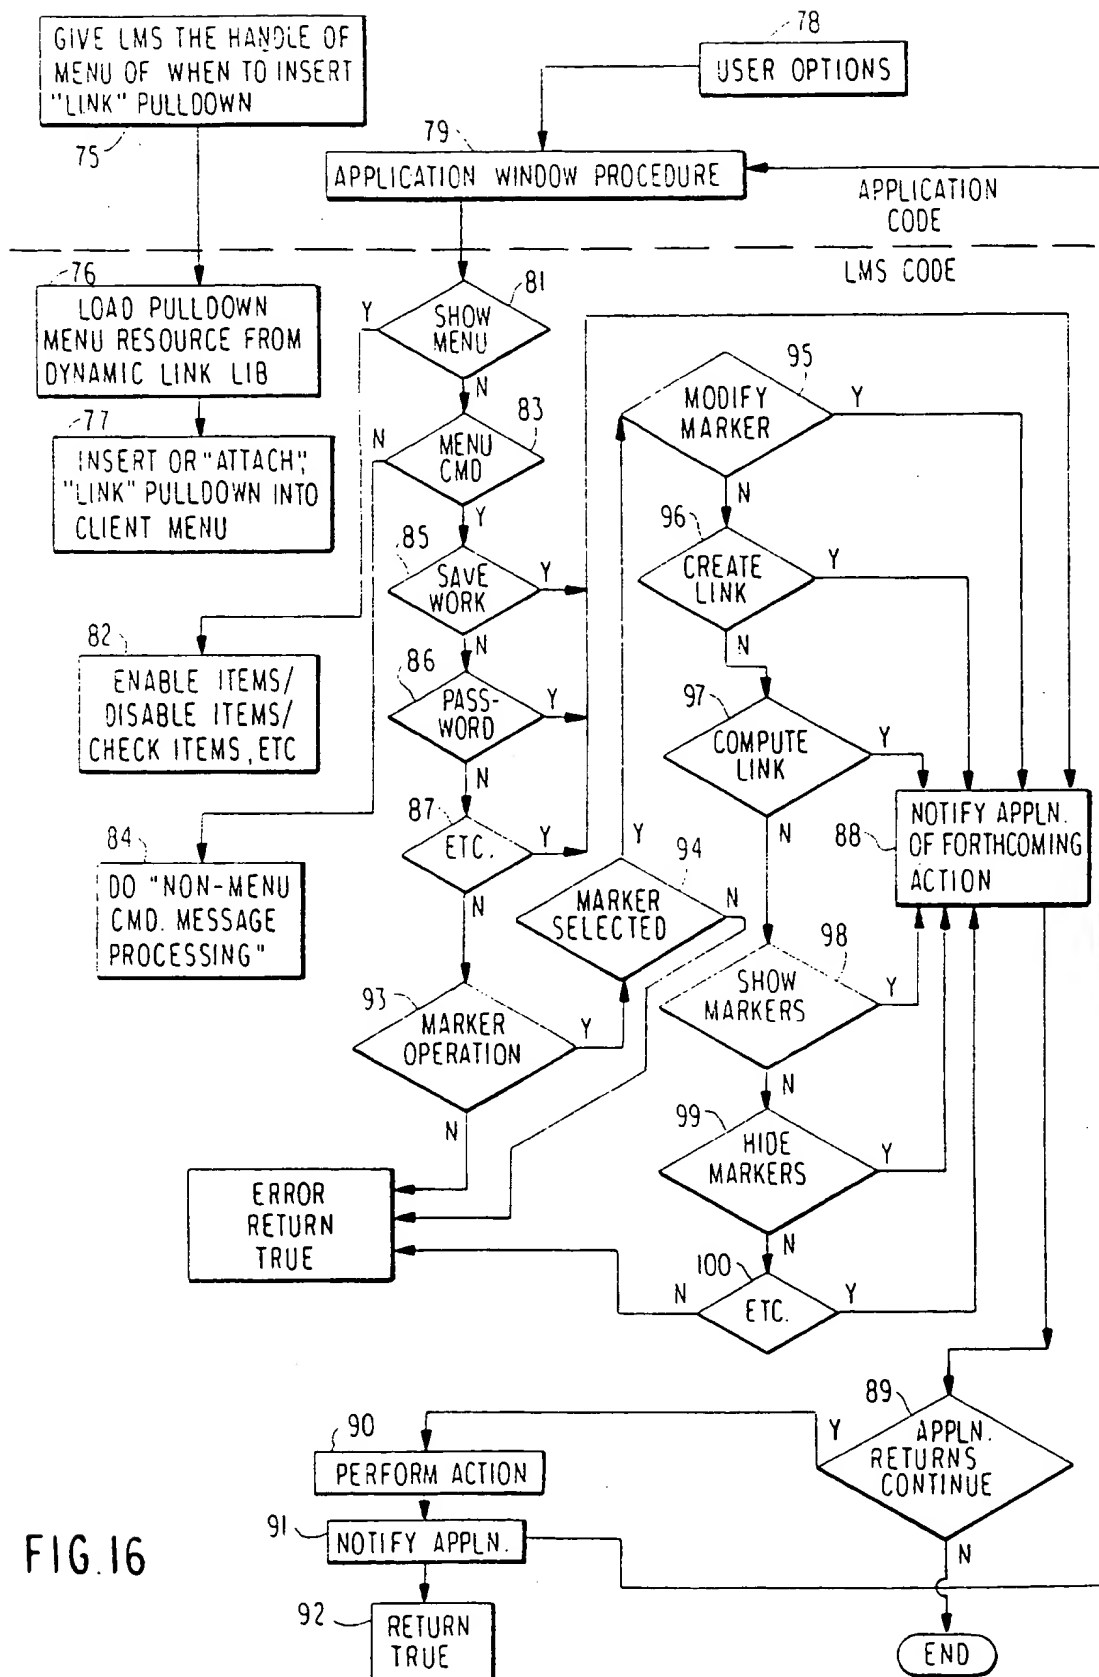 GIVE LMS THE HANDLE OF
MENU OF WHEN TO INSERT
"LINK" PULLDOWN
75
78
USER OPTIONS
79
APPLICATION WINDOW PROCEDURE
APPLICATION
CODE
LMS CODE
76
LOAD PULLDOWN
MENU RESOURCE FROM
DYNAMIC LINK LIB
77
INSERT OR "ATTACH",
"LINK" PULLDOWN INTO
CLIENT MENU
81
Y
SHOW
MENU
N
83
N
MENU
CMD
Y
85
SAVE
WORK
Y
N
82
ENABLE ITEMS/
DISABLE ITEMS/
CHECK ITEMS, ETC
86
PASS-
WORD
Y
N
84
DO "NON-MENU
CMD. MESSAGE
PROCESSING"
87
ETC.
Y
N
93
MARKER
OPERATION
Y
N
94
Y
MARKER
SELECTED
N
95
MODIFY
MARKER
Y
N
96
CREATE
LINK
Y
N
97
COMPUTE
LINK
Y
N
88
NOTIFY APPLN.
OF FORTHCOMING
ACTION
98
SHOW
MARKERS
Y
N
99
HIDE
MARKERS
Y
N
100
N
ETC.
Y
ERROR
RETURN
TRUE
89
Y
APPLN.
RETURNS
CONTINUE
N
90
PERFORM ACTION
91
NOTIFY APPLN.
92
RETURN
TRUE
END
FIG.16